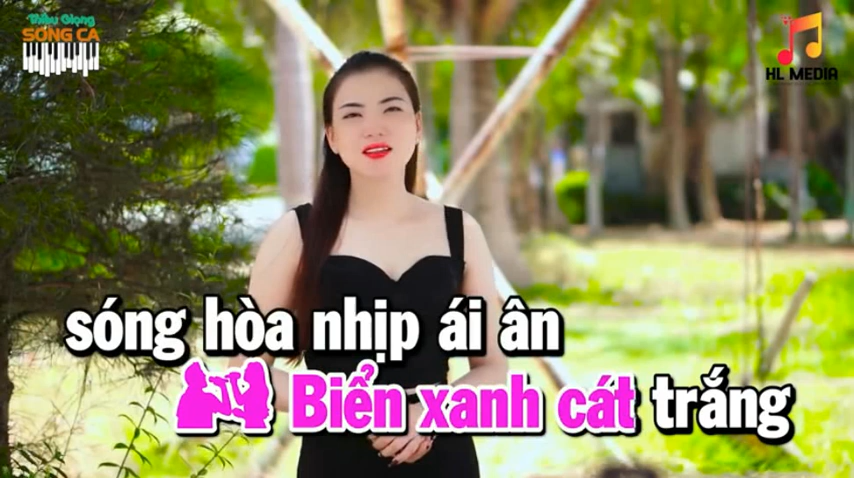 Thiếu Giọng
SONG CA
HL MEDIA
sóng hòa nhịp ái ân
Biển xanh cát trắng